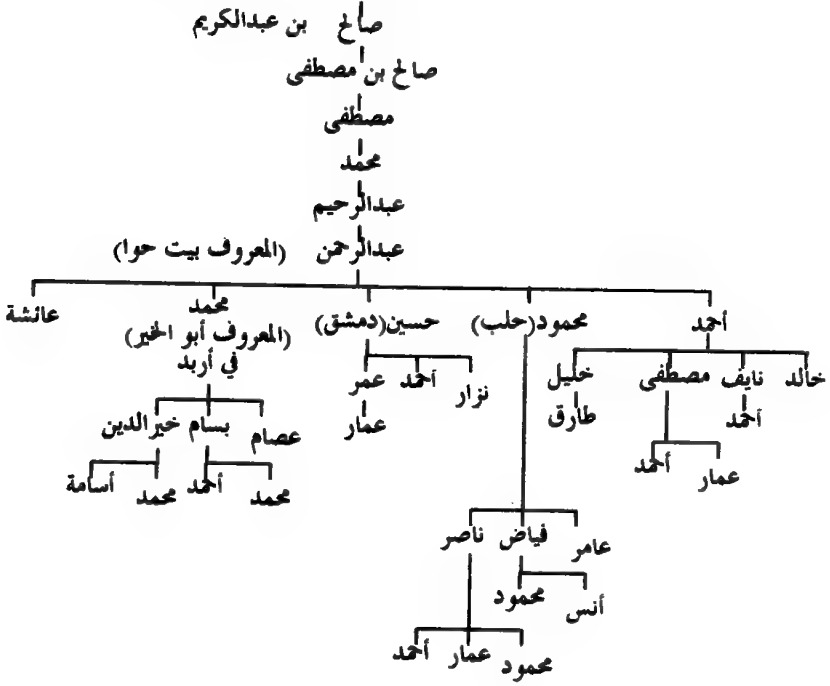 صالح بن عبدالكريم
صالح بن مصطفى
مصطفى
محمد
عبدالرحيم
عبدالرحمن (المعروف بيت حوا)
أحمد محمود(حلب) حسين(دمشق) محمد عائشة
(المعروف أبو الخير)
في أربد
خالد نايف مصطفى خليل
أحمد طارق
عمار أحمد
نزار أحمد عمر
عمار
عصام بسام خيرالدين
محمد أحمد محمد أسامة
عامر فياض ناصر
أنس محمود
محمود عمار أحمد